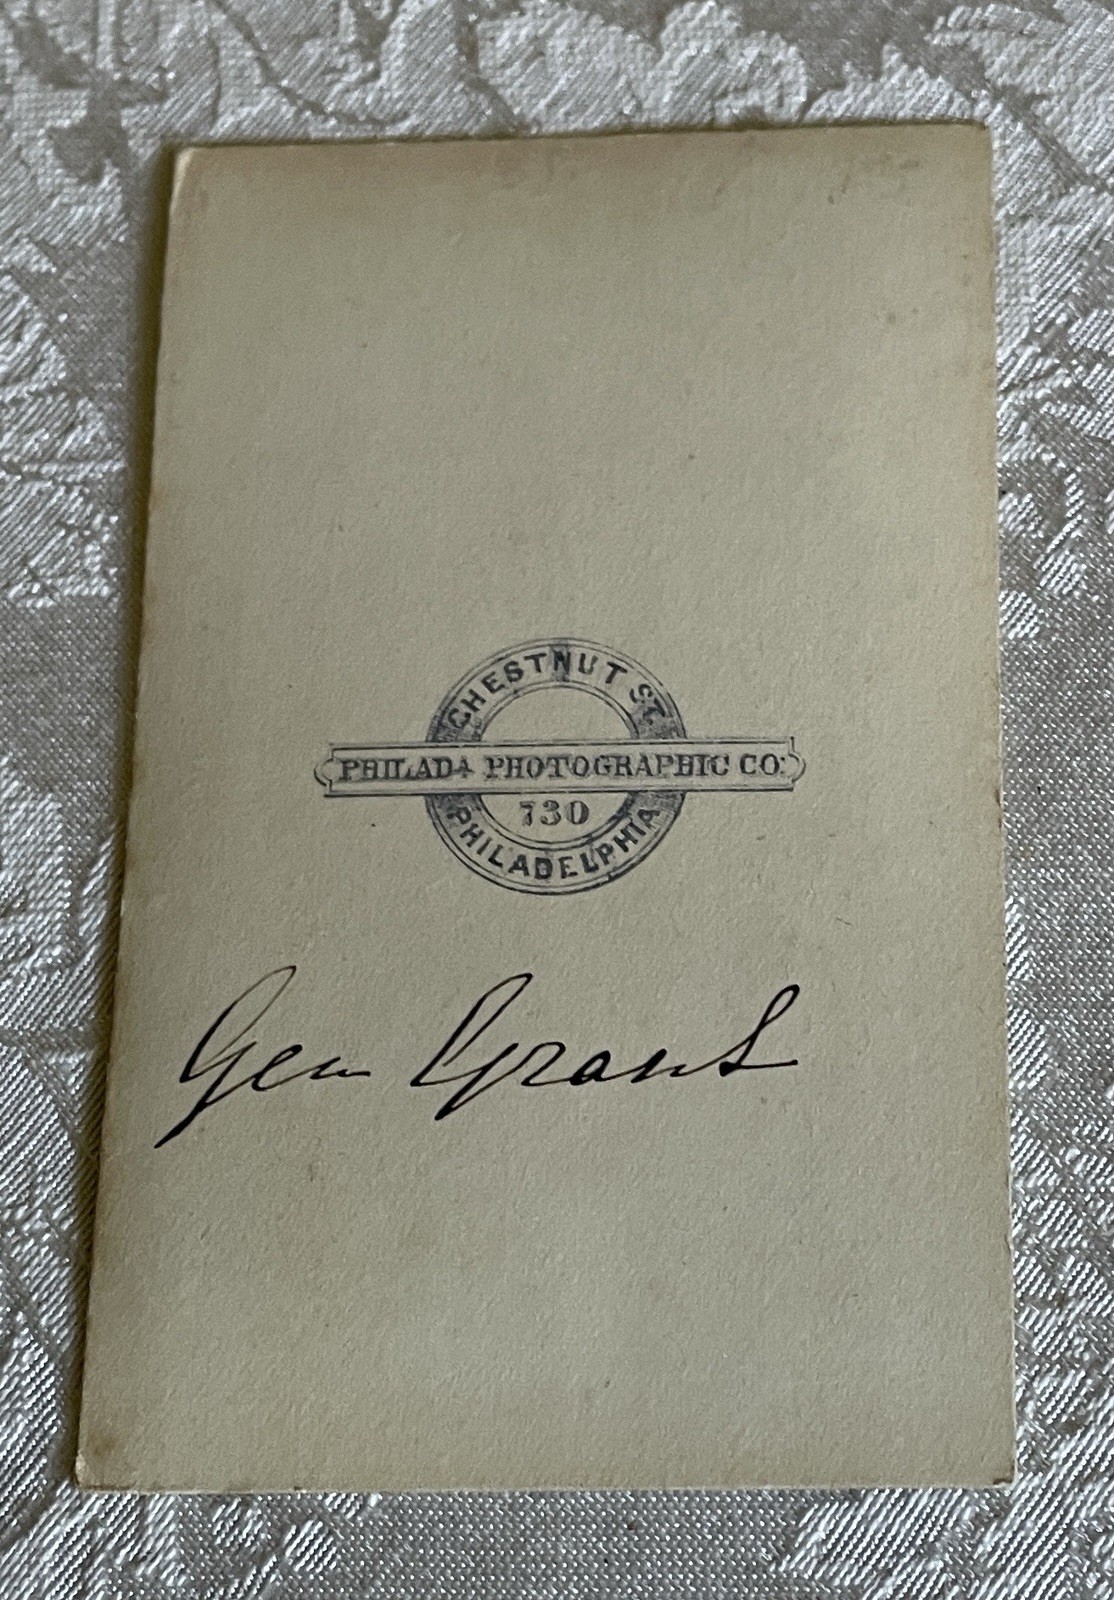 CHESTNUT ST.
PHILADA PHOTOGRAPHIC CO:
730
PHILADELPHIA
Gen Grant